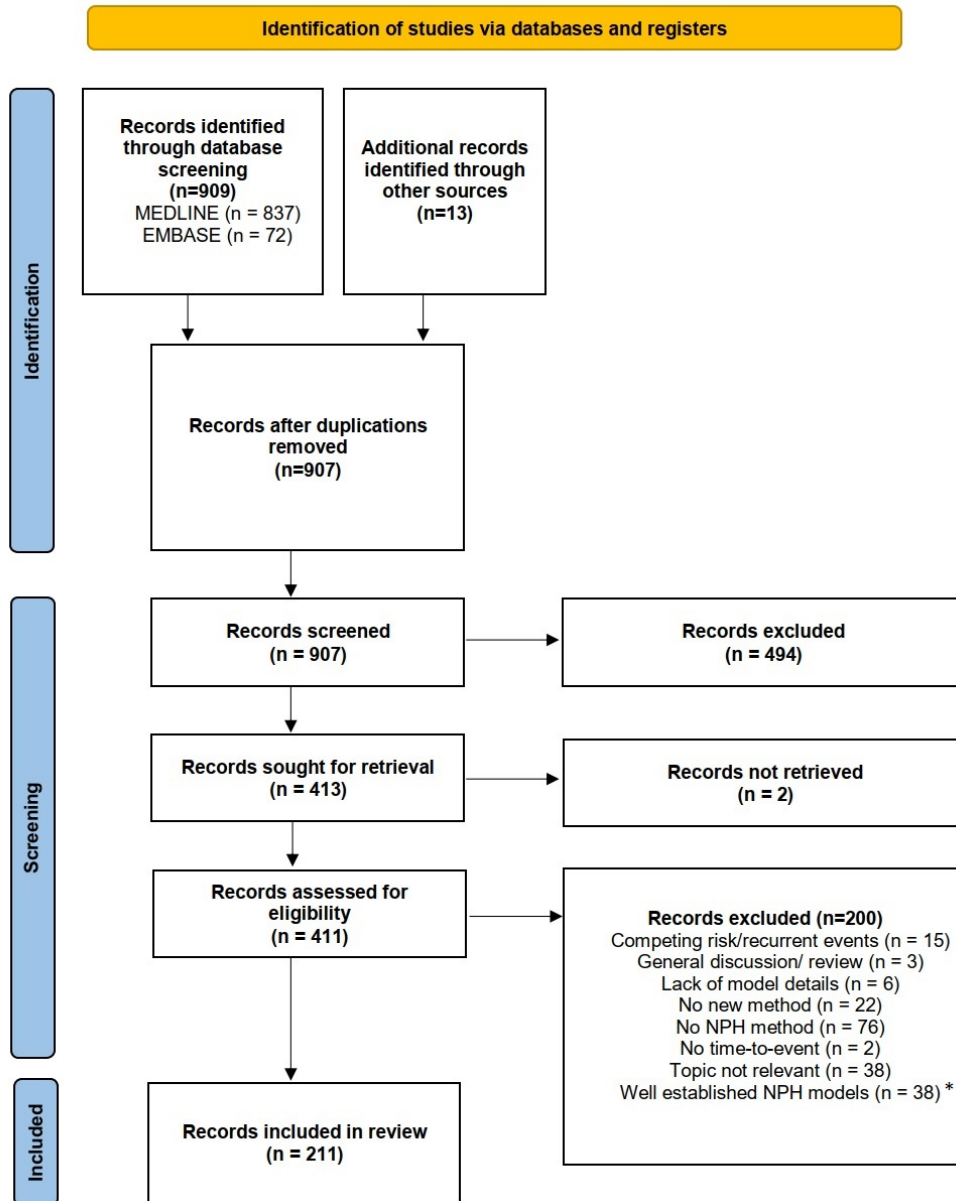 Identification of studies via databases and registers
Identification
Records identified
through database
screening
(n=909)
MEDLINE (n = 837)
EMBASE (n = 72)
Additional records
identified through
other sources
(n=13)
Records after duplications
removed
(n=907)
Screening
Records screened
(n = 907)
Records excluded
(n = 494)
Records sought for retrieval
(n = 413)
Records not retrieved
(n = 2)
Records assessed for
eligibility
(n = 411)
Records excluded (n=200)
Competing risk/recurrent events (n = 15)
General discussion/ review (n = 3)
Lack of model details (n = 6)
No new method (n = 22)
No NPH method (n = 76)
No time-to-event (n = 2)
Topic not relevant (n = 38)
Well established NPH models (n = 38) *
Included
Records included in review
(n = 211)